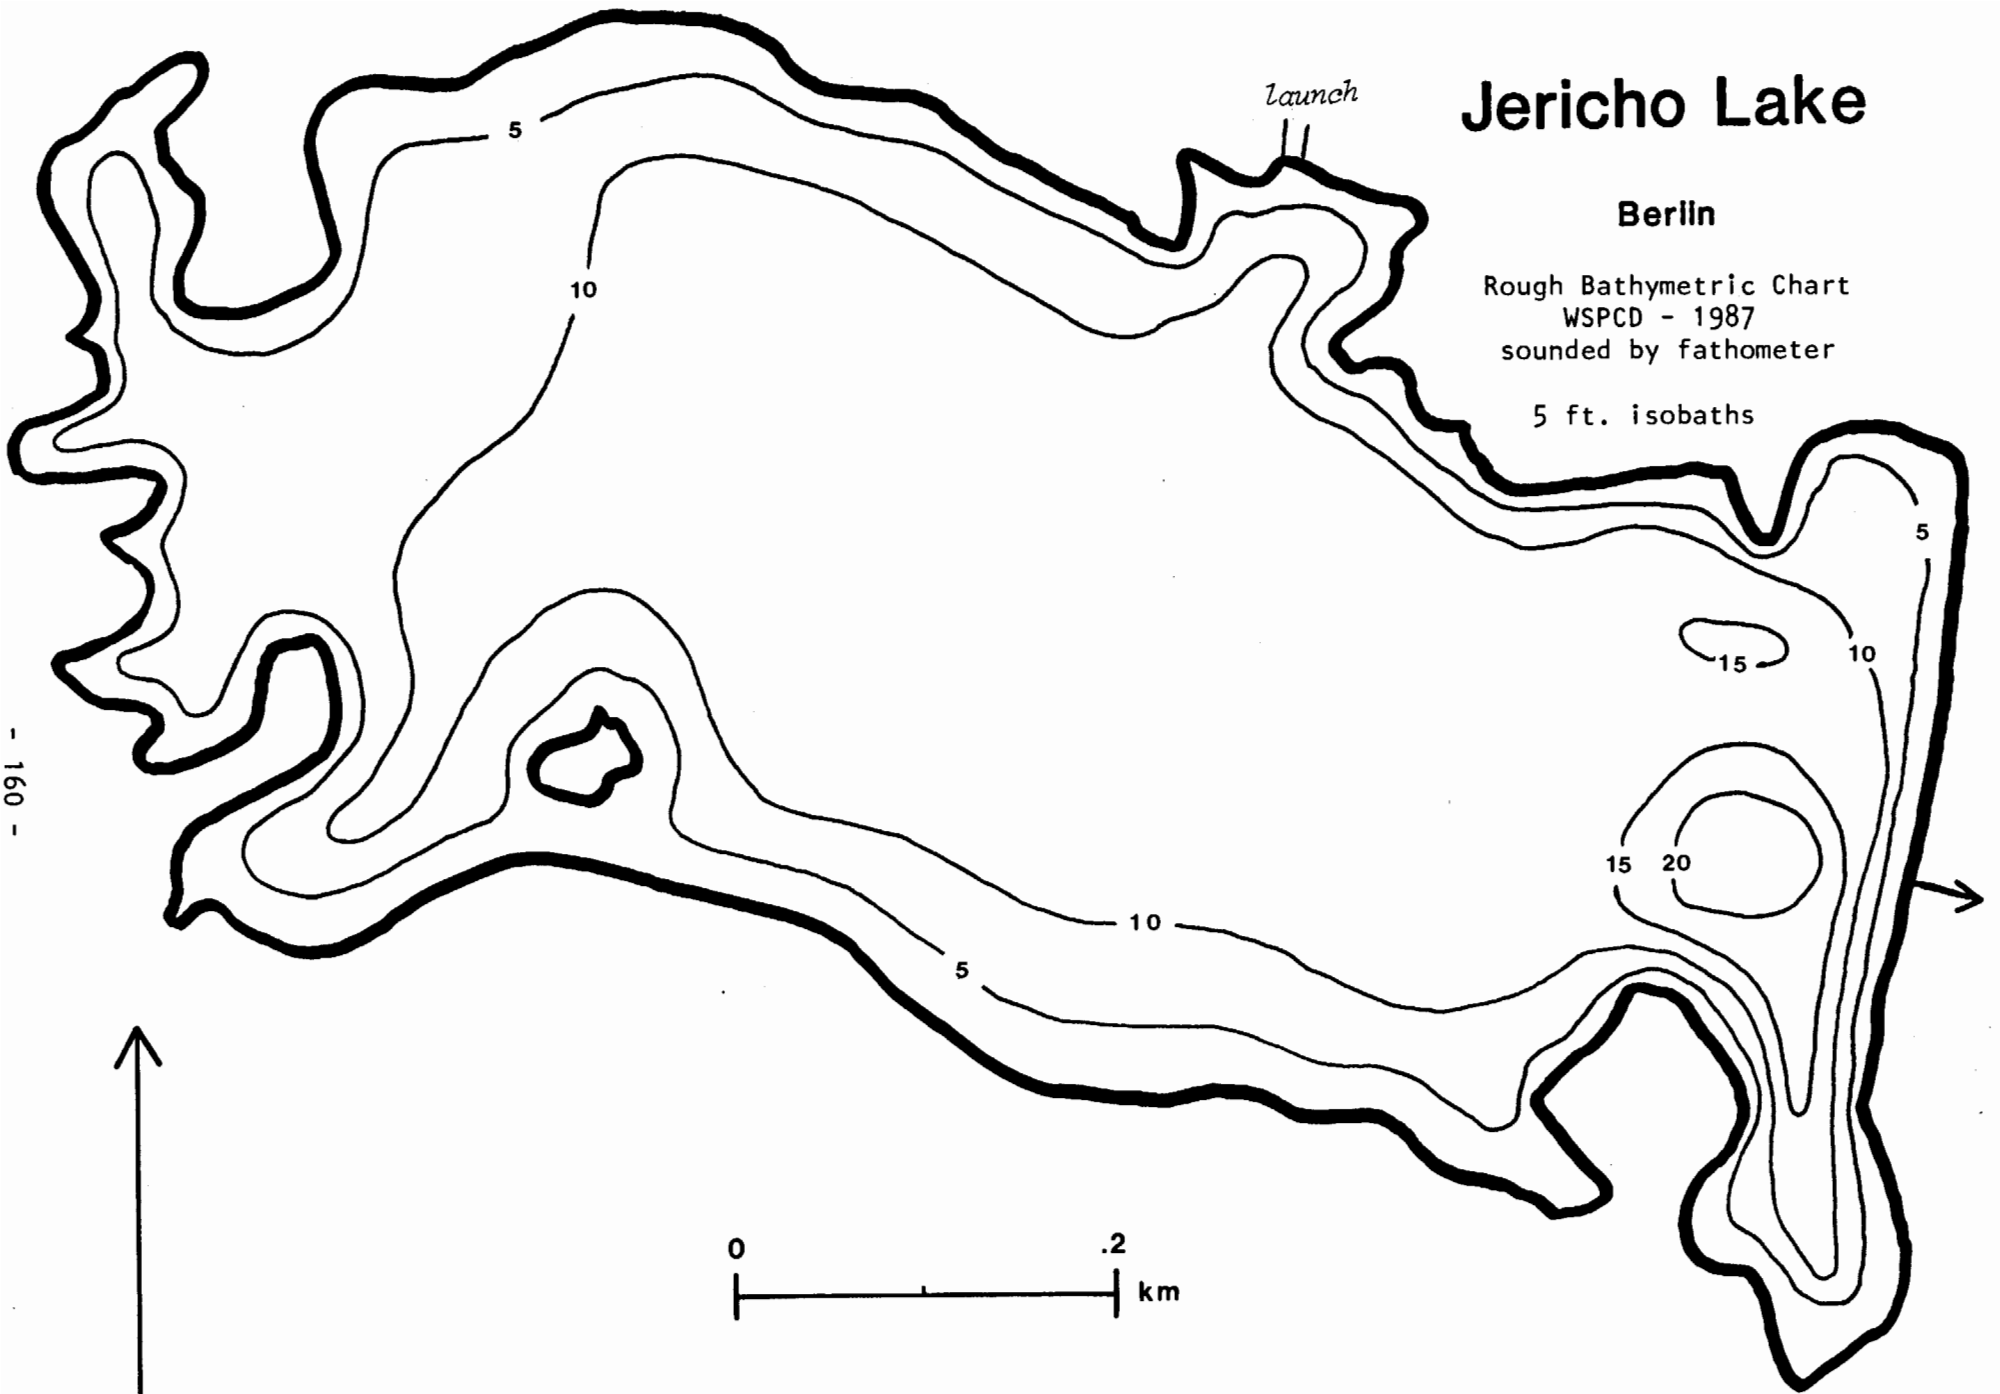 launch
Jericho Lake
Berlin
Rough Bathymetric Chart
WSPCD - 1987
sounded by fathometer
5 ft. isobaths
5
10
5
10
15
15
20
10
5
- 160 -
0 .2
km